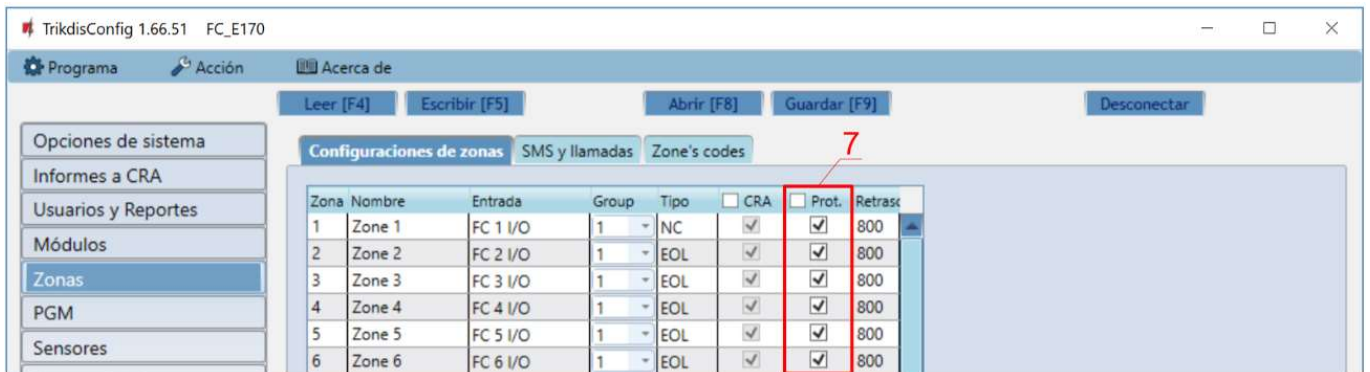 TrikdisConfig 1.66.51 FC_E170
Programa Acción Acerca de
Leer [F4] Escribir [F5] Abrir [F8] Guardar [F9] Desconectar
Opciones de sistema
Informes a CRA
Usuarios y Reportes
Módulos
Zonas
PGM
Sensores
Configuraciones de zonas SMS y llamadas Zone's codes
7
Zona Nombre Entrada Group Tipo CRA Prot. Retraso
1 Zone 1 FC 1 I/O 1 NC 800
2 Zone 2 FC 2 I/O 1 EOL 800
3 Zone 3 FC 3 I/O 1 EOL 800
4 Zone 4 FC 4 I/O 1 EOL 800
5 Zone 5 FC 5 I/O 1 EOL 800
6 Zone 6 FC 6 I/O 1 EOL 800